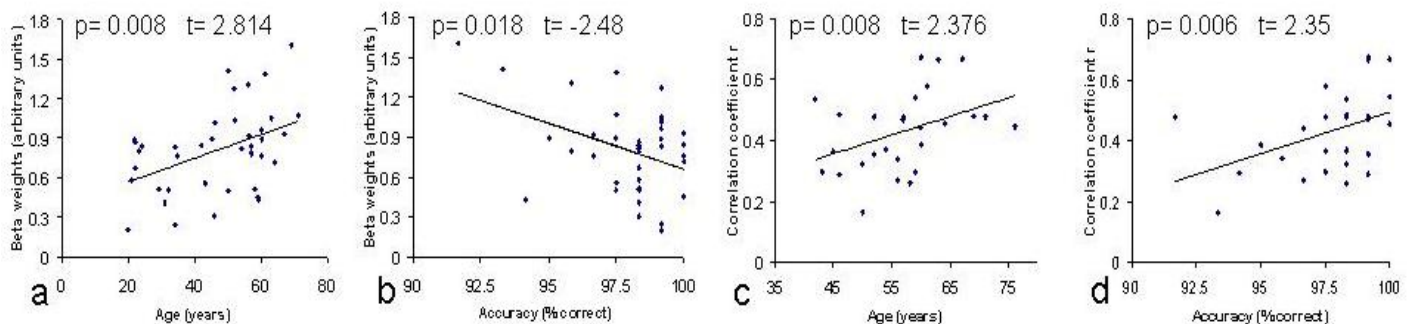 p= 0.008 t= 2.814
Beta weights (arbitrary units)
1.8
1.5
1.2
0.9
0.6
0.3
0
0 20 40 60 80
Age (years)
a
p= 0.018 t= -2.48
Beta weights (arbitrary units)
1.8
1.5
1.2
0.9
0.6
0.3
0
90 92.5 95 97.5 100
Accuracy (%correct)
b
p= 0.008 t= 2.376
Correlation coefficient r
0.8
0.6
0.4
0.2
0
35 45 55 65 75
Age (years)
c
p= 0.006 t= 2.35
Correlation coefficient r
0.8
0.6
0.4
0.2
0
90 92.5 95 97.5 100
Accuracy (%correct)
d